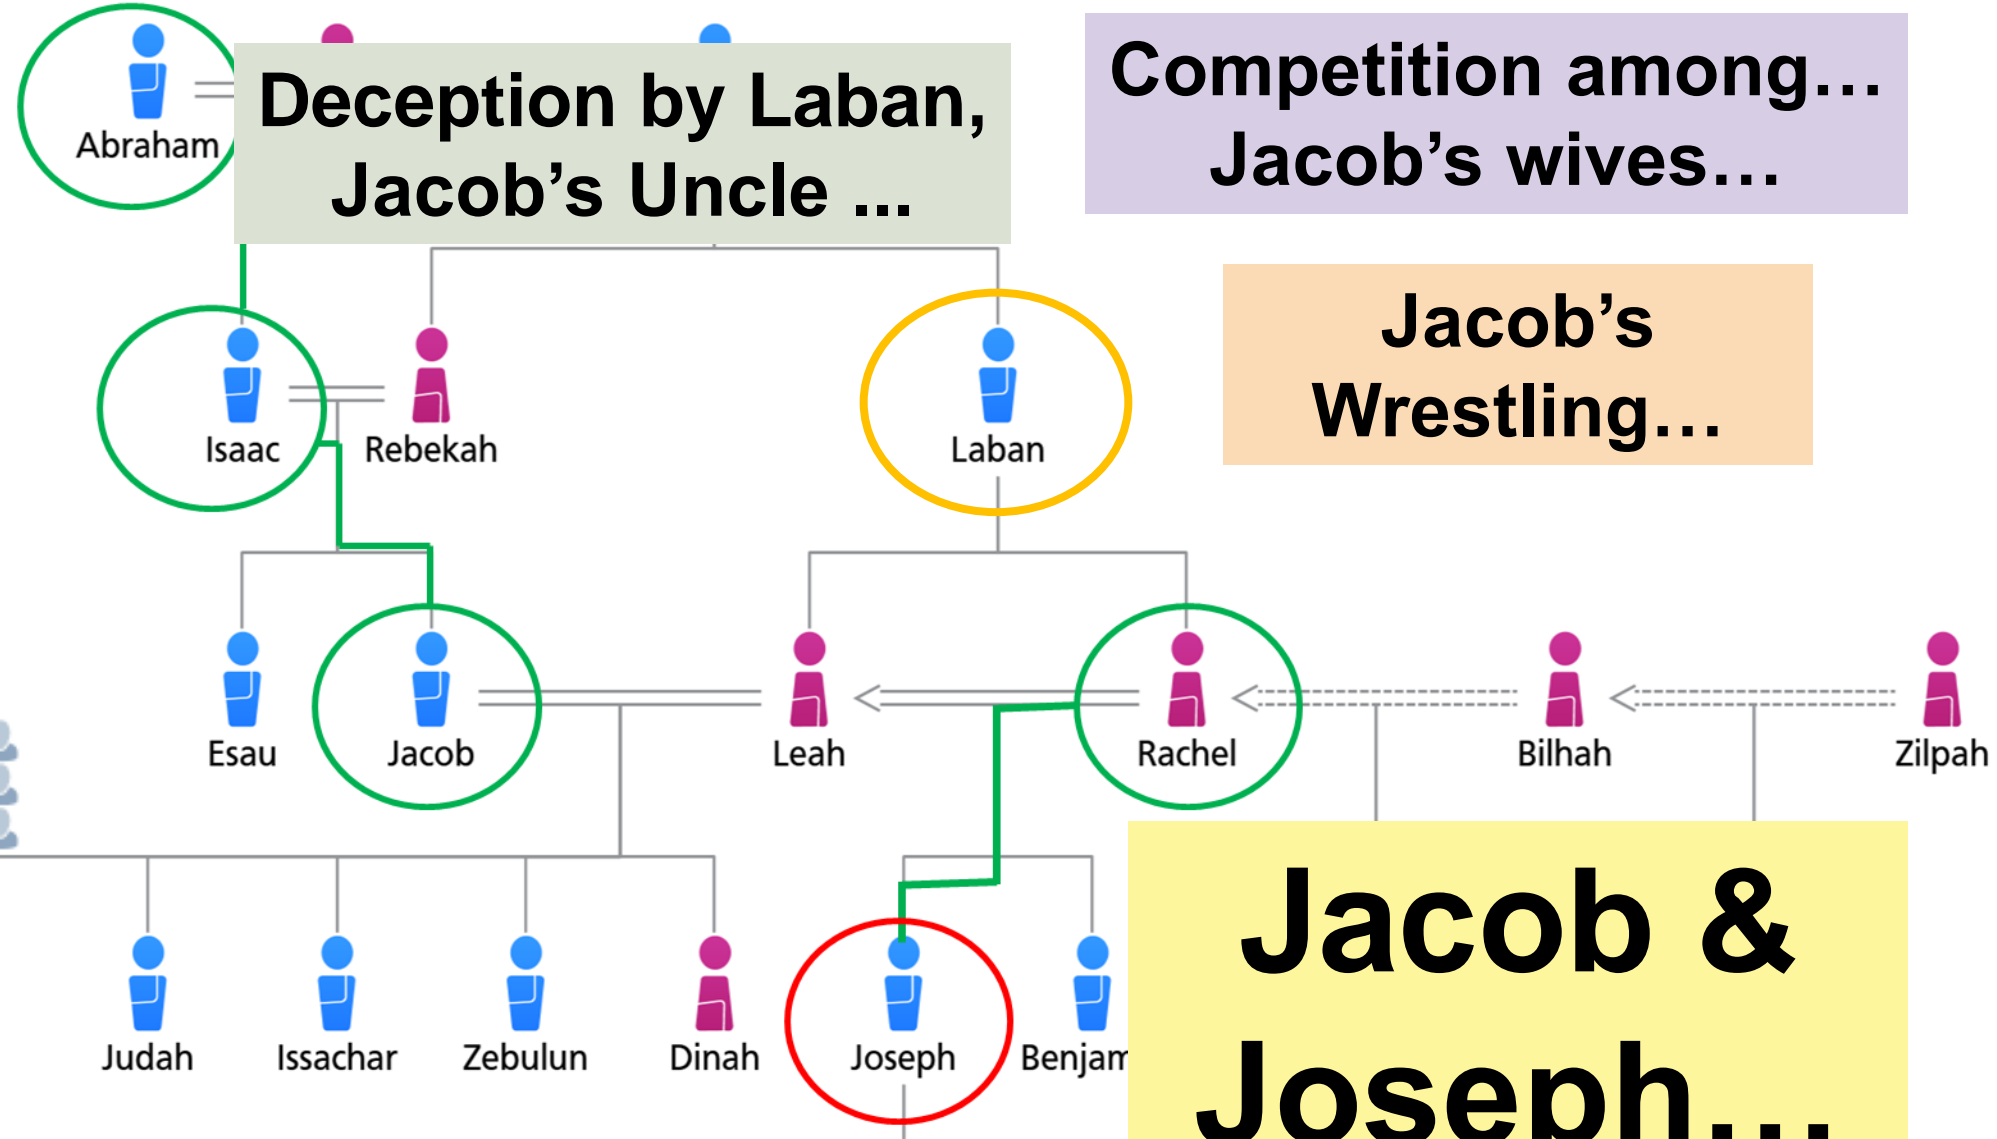 Deception by Laban,
Jacob’s Uncle ...
Competition among…
Jacob’s wives…
Abraham
Jacob’s
Wrestling…
Isaac
Rebekah
Laban
Esau
Jacob
Leah
Rachel
Bilhah
Zilpah
Jacob &
Joseph…
Judah
Issachar
Zebulun
Dinah
Joseph
Benjam